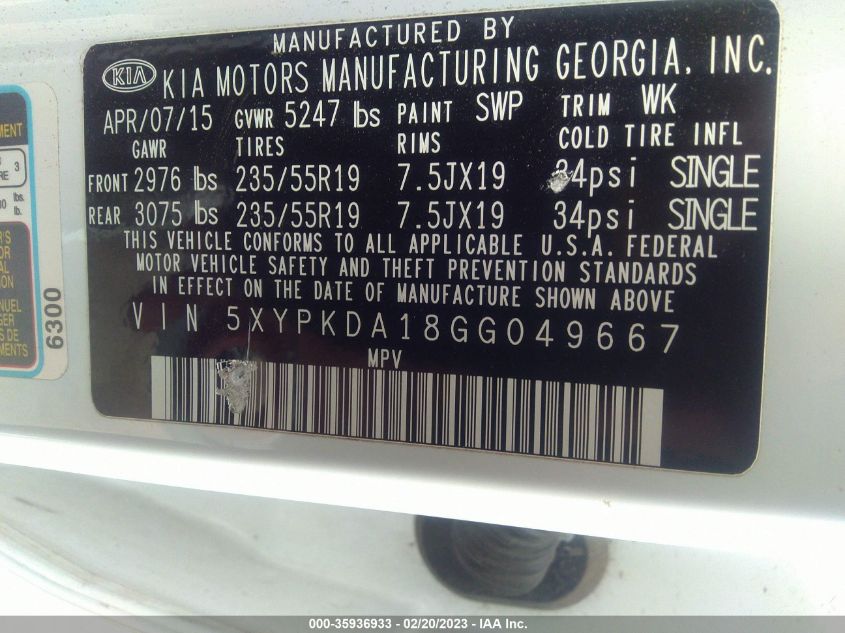 MANUFACTURED BY
KIA KIA MOTORS MANUFACTURING GEORGIA, INC.
APR/07/15 GVWR 5247 lbs PAINT SWP TRIM WK
GAWR TIRES RIMS COLD TIRE INFL
FRONT 2976 lbs 235/55R19 7.5JX19 34psi SINGLE
REAR 3075 lbs 235/55R19 7.5JX19 34psi SINGLE
THIS VEHICLE CONFORMS TO ALL APPLICABLE U.S.A. FEDERAL
MOTOR VEHICLE SAFETY AND THEFT PREVENTION STANDARDS
IN EFFECT ON THE DATE OF MANUFACTURE SHOWN ABOVE
VIN 5XYPKDA18GG049667
MPV
6300
000-35936933 - 02/20/2023 - IAA Inc.